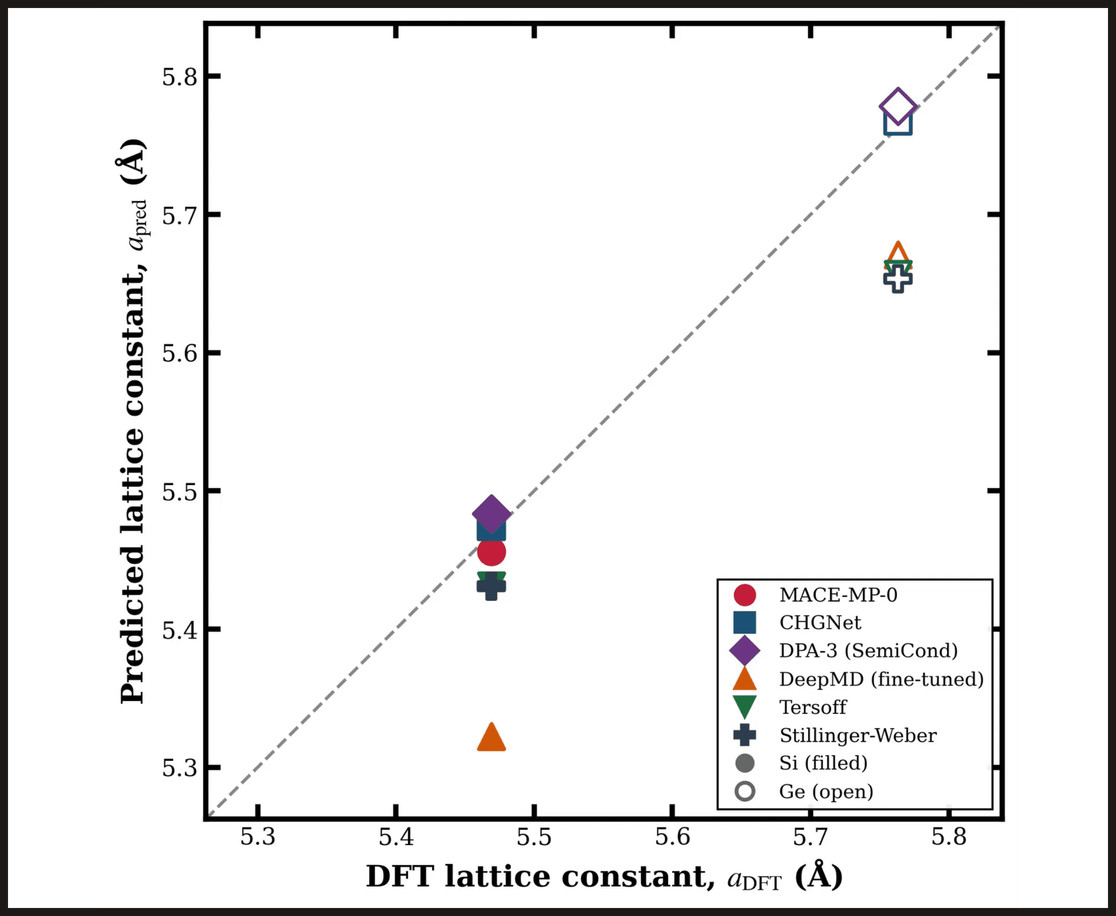 Predicted lattice constant, a_pred (Å)
5.8
5.7
5.6
5.5
5.4
5.3
MACE-MP-0
CHGNet
DPA-3 (SemiCond)
DeepMD (fine-tuned)
Tersoff
Stillinger-Weber
Si (filled)
Ge (open)
5.3 5.4 5.5 5.6 5.7 5.8
DFT lattice constant, a_DFT (Å)